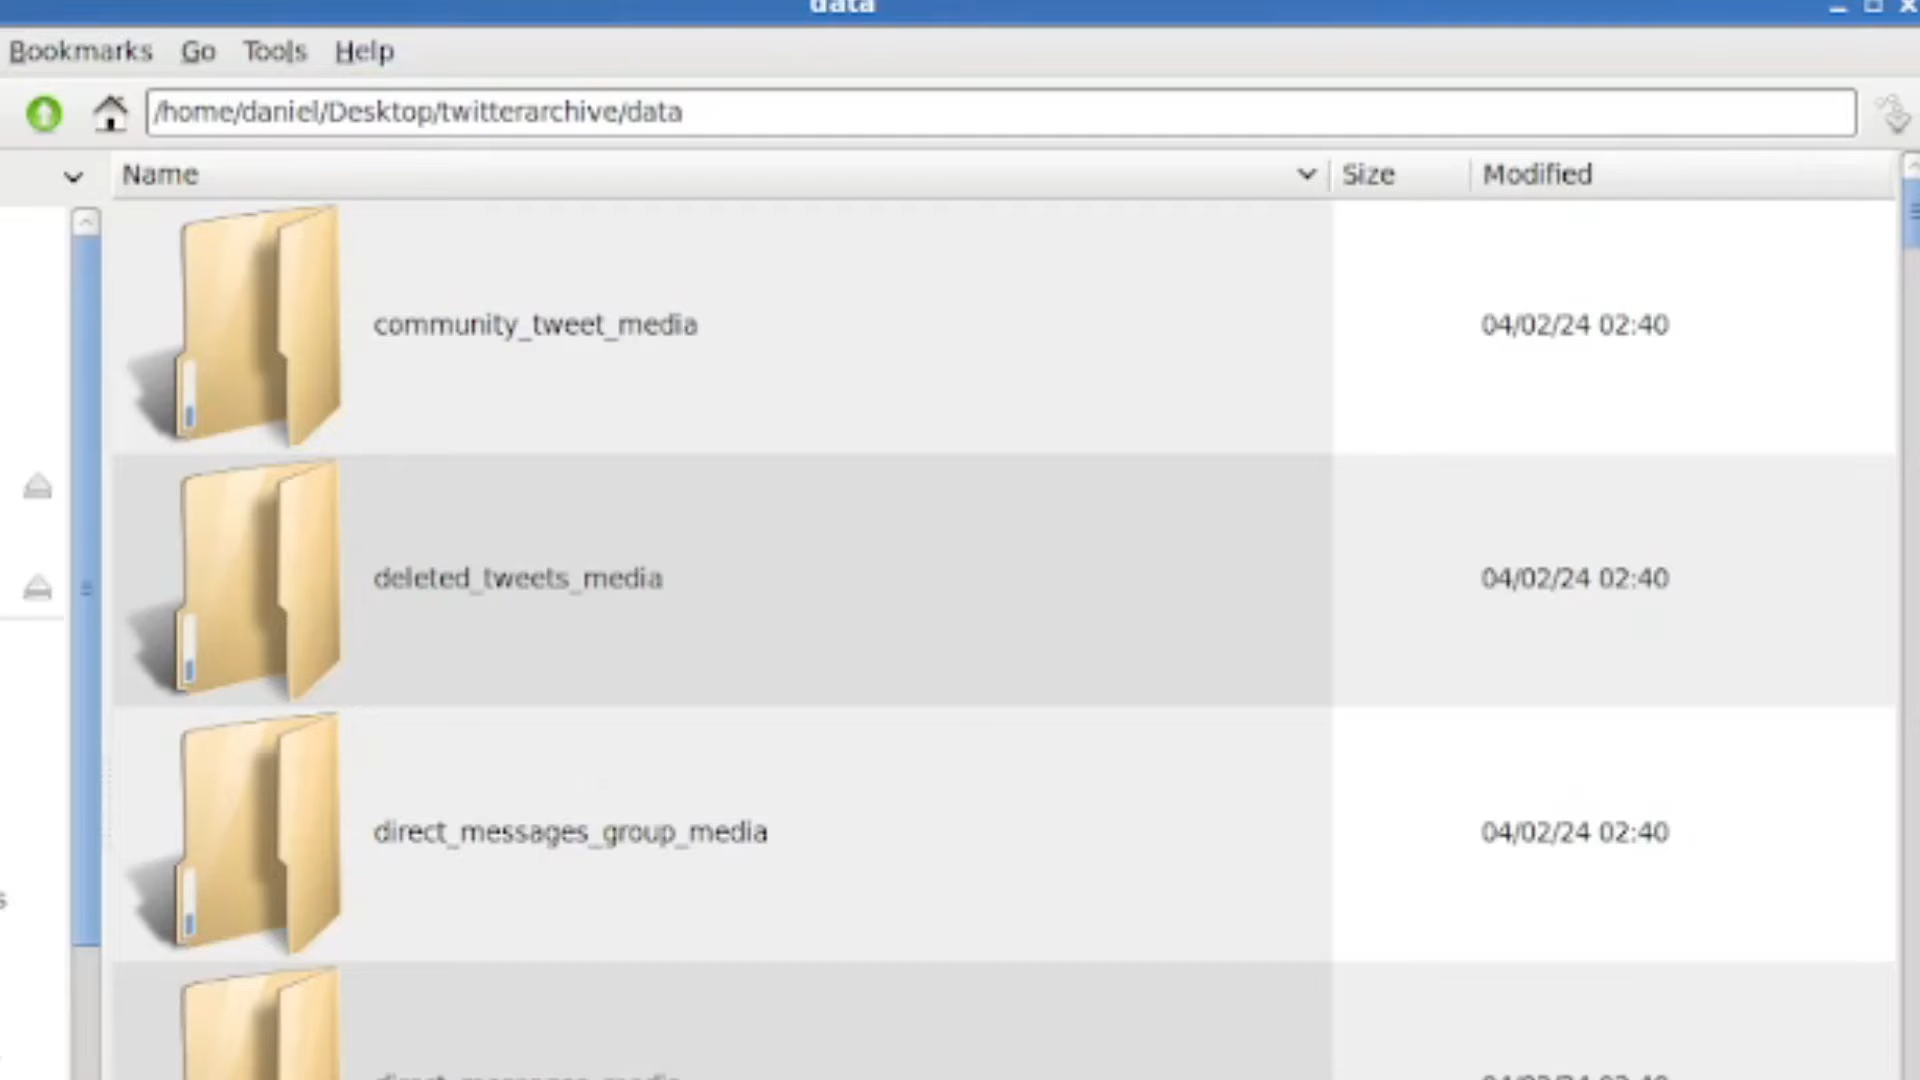 data
Bookmarks Go Tools Help
/home/daniel/Desktop/twitterarchive/data
Name Size Modified
community_tweet_media 04/02/24 02:40
deleted_tweets_media 04/02/24 02:40
direct_messages_group_media 04/02/24 02:40